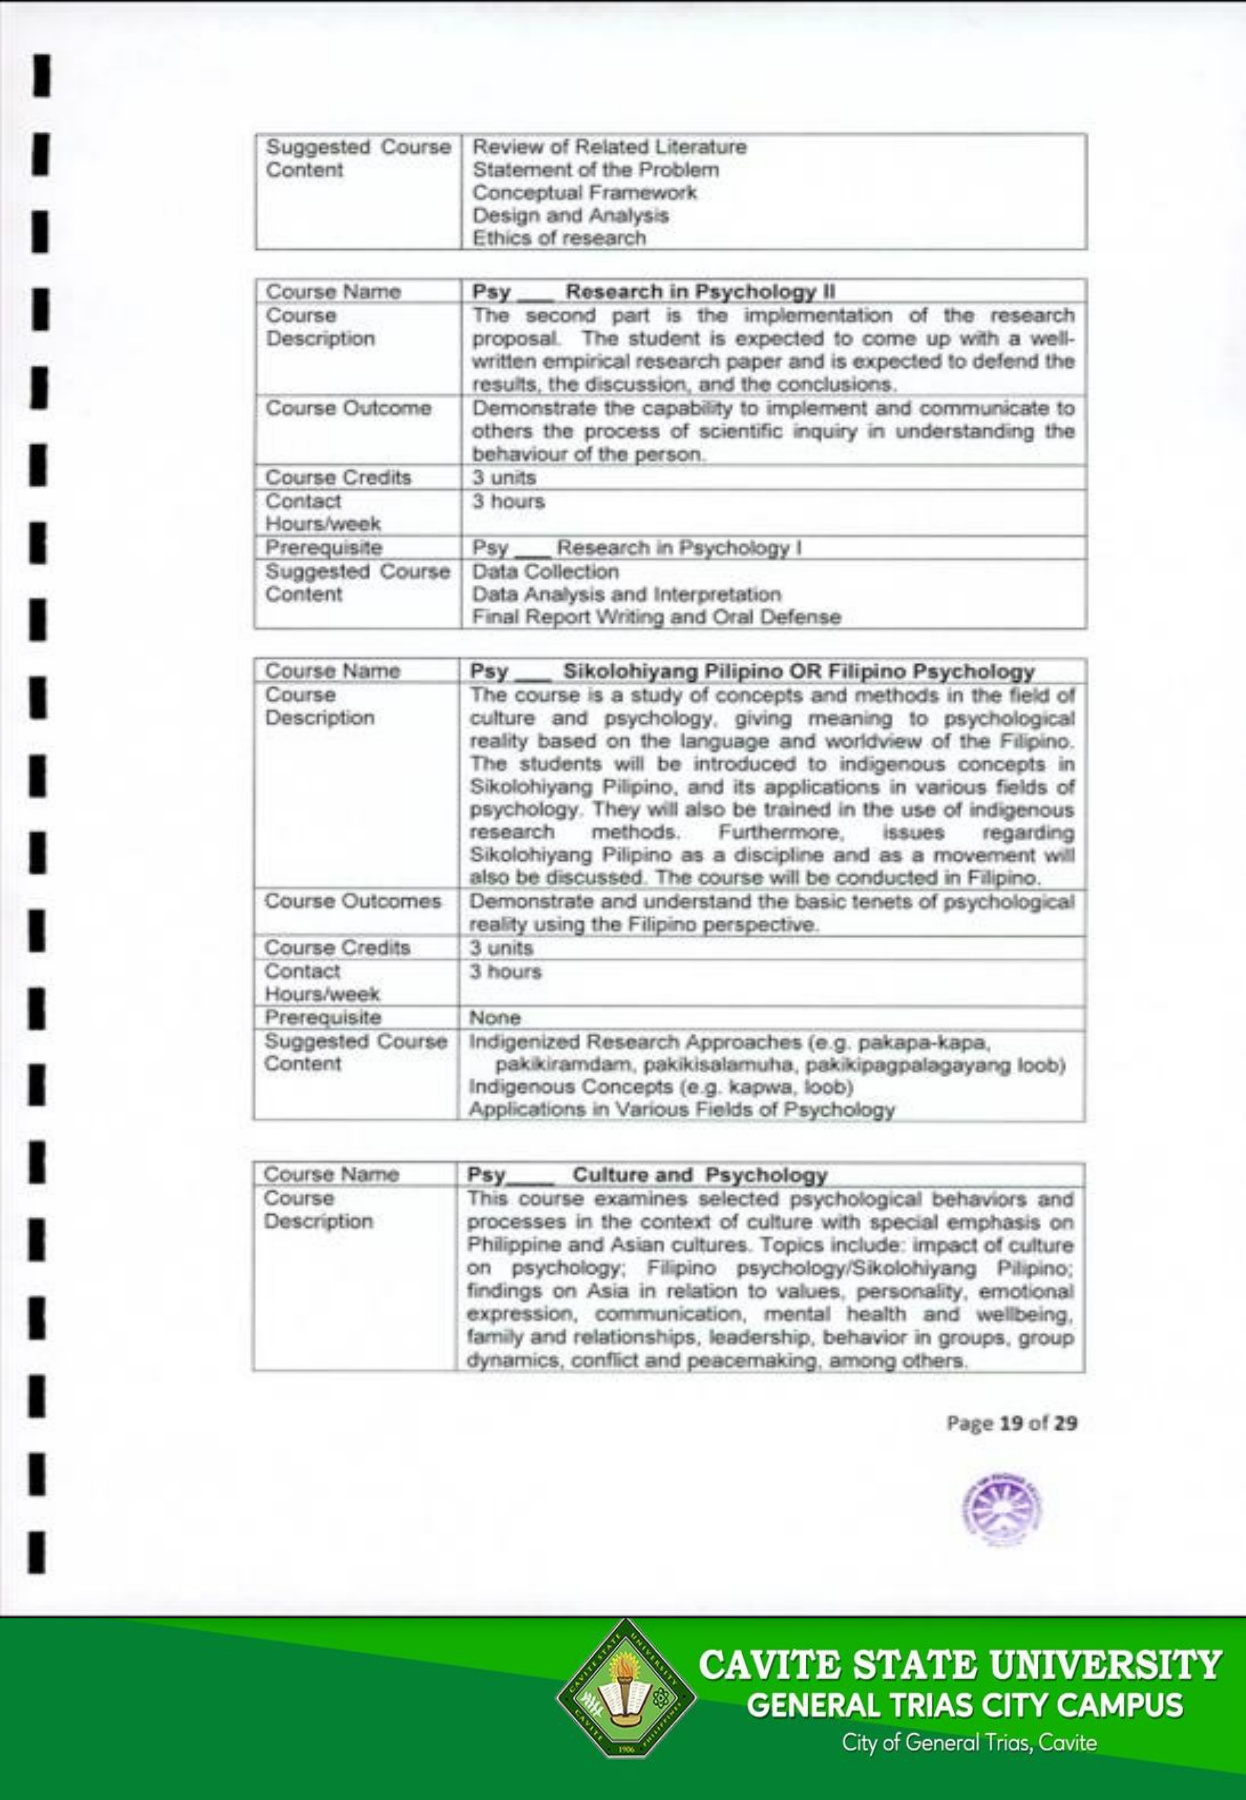 Suggested Course Content
Review of Related Literature
Statement of the Problem
Conceptual Framework
Design and Analysis
Ethics of research
Course Name
Psy ___ Research in Psychology II
Course
Description
The second part is the implementation of the research
proposal. The student is expected to come up with a well-
written empirical research paper and is expected to defend the
results, the discussion, and the conclusions.
Course Outcome
Demonstrate the capability to implement and communicate to
others the process of scientific inquiry in understanding the
behaviour of the person.
Course Credits
3 units
Contact
Hours/week
3 hours
Prerequisite
Psy ___ Research in Psychology I
Suggested Course
Content
Data Collection
Data Analysis and Interpretation
Final Report Writing and Oral Defense
Course Name
Psy ___ Sikolohiyang Pilipino OR Filipino Psychology
Course
Description
The course is a study of concepts and methods in the field of
culture and psychology, giving meaning to psychological
reality based on the language and worldview of the Filipino.
The students will be introduced to indigenous concepts in
Sikolohiyang Pilipino, and its applications in various fields of
psychology. They will also be trained in the use of indigenous
research methods. Furthermore, issues regarding
Sikolohiyang Pilipino as a discipline and as a movement will
also be discussed. The course will be conducted in Filipino.
Course Outcomes
Demonstrate and understand the basic tenets of psychological
reality using the Filipino perspective.
Course Credits
3 units
Contact
Hours/week
3 hours
Prerequisite
None
Suggested Course
Content
Indigenized Research Approaches (e.g. pakapa-kapa,
pakikiramdam, pakikisalamuha, pakikipagpalagayang loob)
Indigenous Concepts (e.g. kapwa, loob)
Applications in Various Fields of Psychology
Course Name
Psy____ Culture and Psychology
Course
Description
This course examines selected psychological behaviors and
processes in the context of culture with special emphasis on
Philippine and Asian cultures. Topics include: impact of culture
on psychology; Filipino psychology/Sikolohiyang Pilipino;
findings on Asia in relation to values, personality, emotional
expression, communication, mental health and wellbeing,
family and relationships, leadership, behavior in groups, group
dynamics, conflict and peacemaking, among others.
Page 19 of 29
CAVITE STATE UNIVERSITY
CAVITE PHILIPPINES
1906
CAVITE STATE UNIVERSITY
GENERAL TRIAS CITY CAMPUS
City of General Trias, Cavite